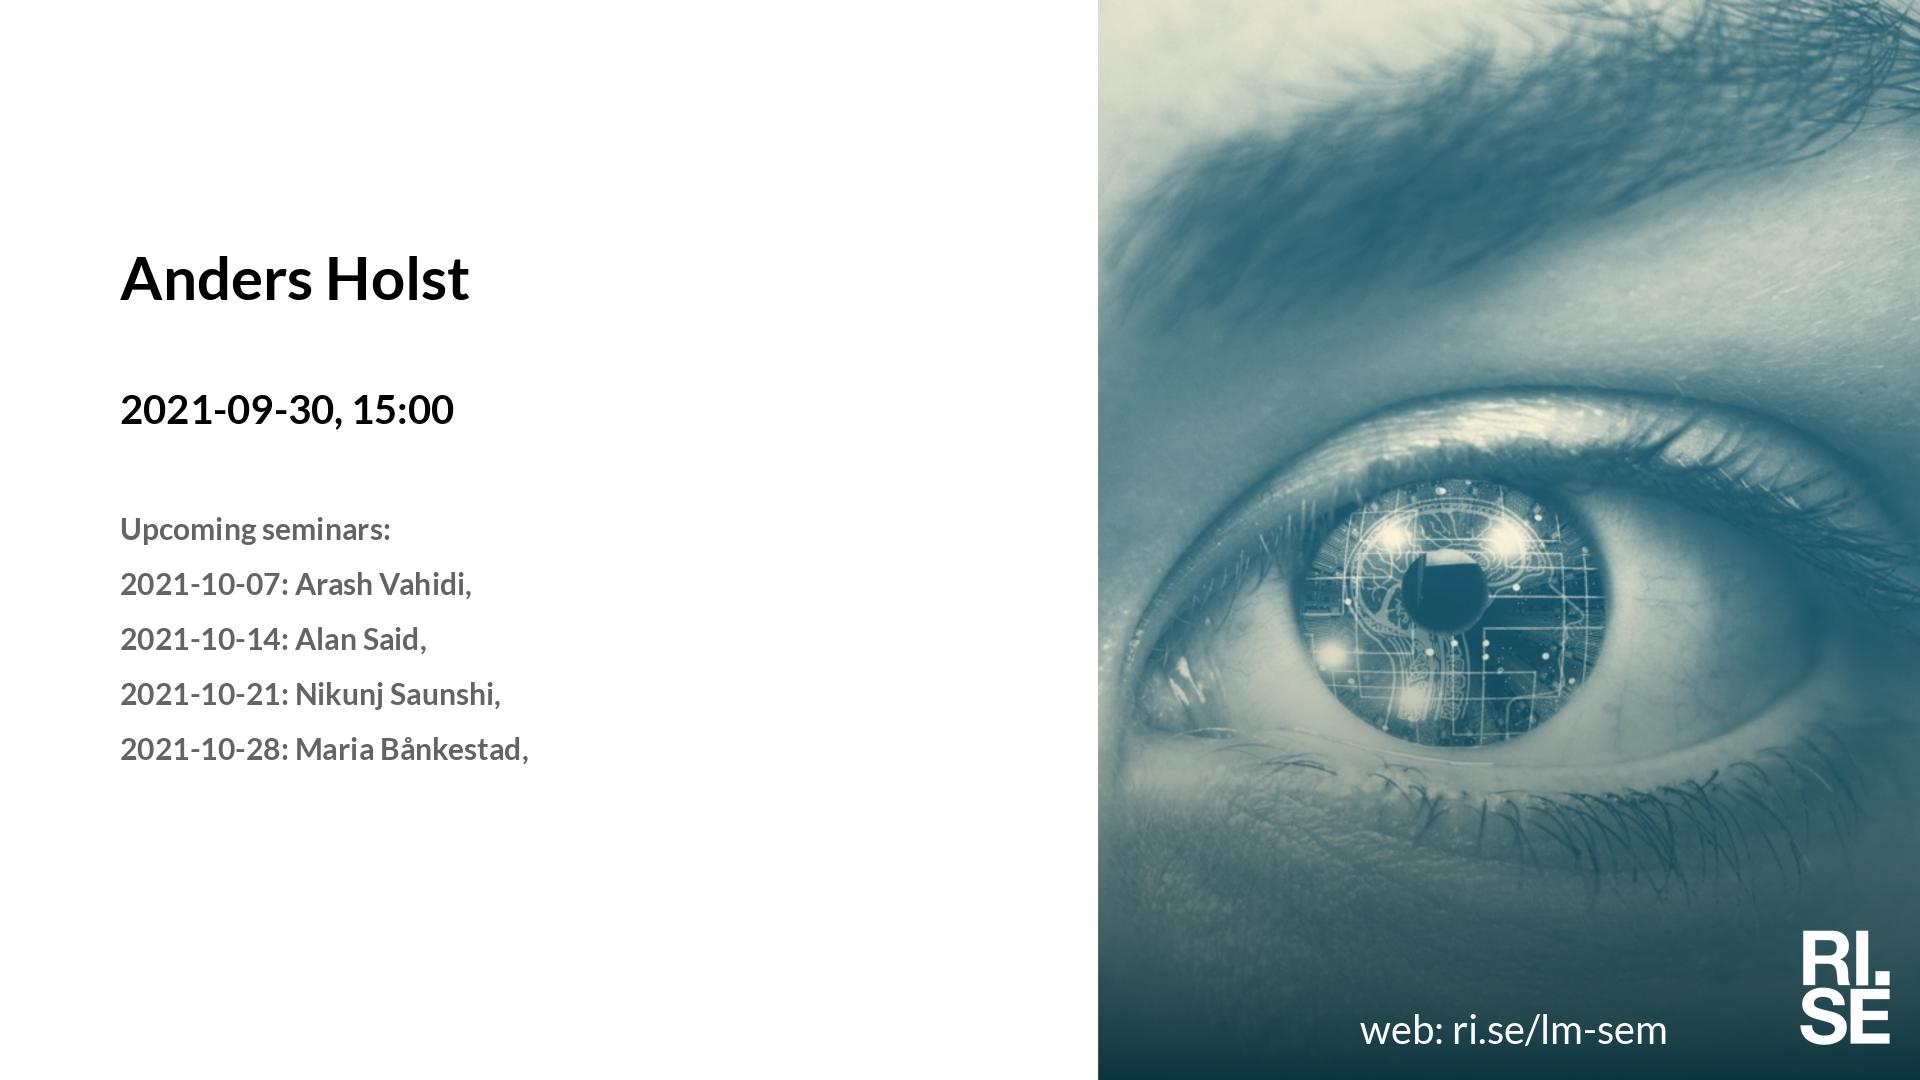 Anders Holst
2021-09-30, 15:00
Upcoming seminars:
2021-10-07: Arash Vahidi,
2021-10-14: Alan Said,
2021-10-21: Nikunj Saunshi,
2021-10-28: Maria Bånkestad,
web: ri.se/lm-sem
RI.
SE